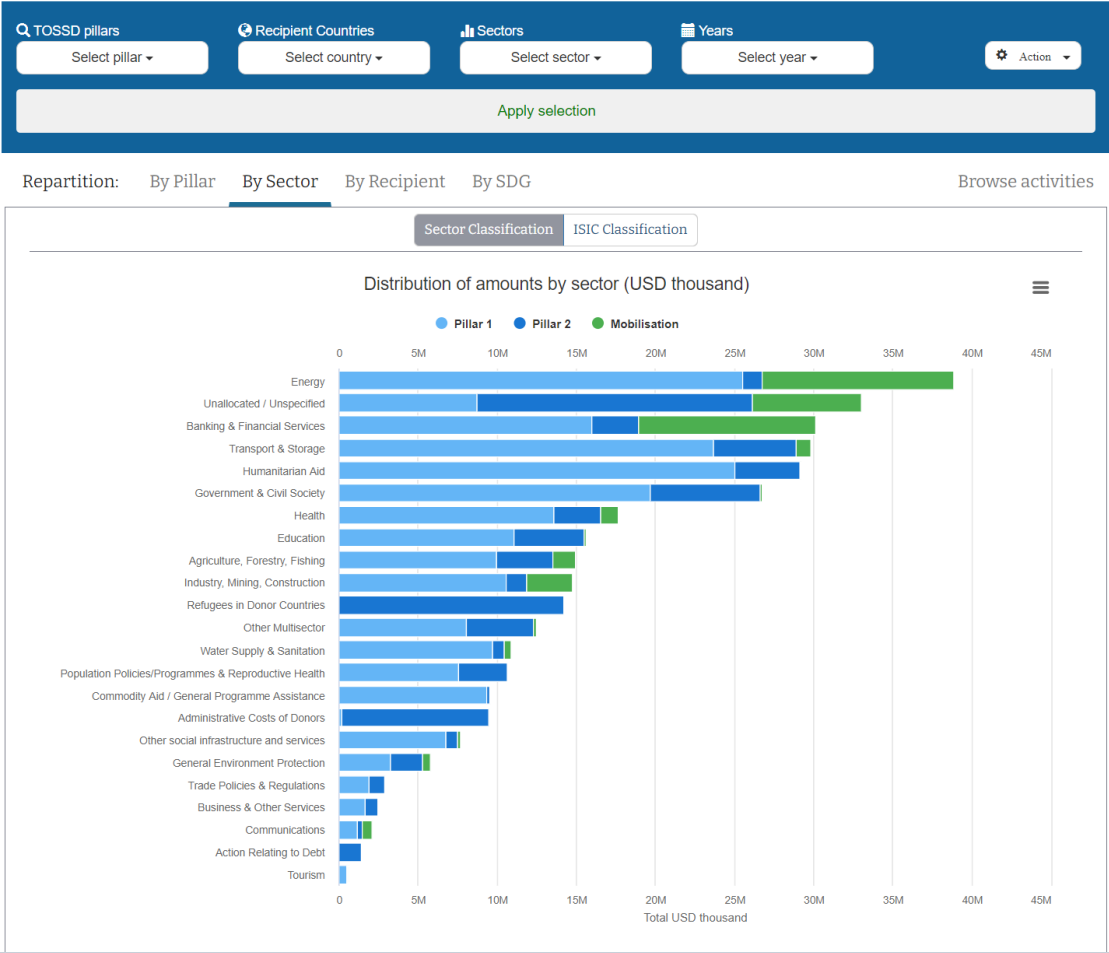 TOSSD pillars Recipient Countries Sectors Years
Select pillar Select country Select sector Select year Action
Apply selection
Repartition: By Pillar By Sector By Recipient By SDG Browse activities
Sector Classification ISIC Classification
Distribution of amounts by sector (USD thousand)
Pillar 1 Pillar 2 Mobilisation
0 5M 10M 15M 20M 25M 30M 35M 40M 45M
Energy
Unallocated / Unspecified
Banking & Financial Services
Transport & Storage
Humanitarian Aid
Government & Civil Society
Health
Education
Agriculture, Forestry, Fishing
Industry, Mining, Construction
Refugees in Donor Countries
Other Multisector
Water Supply & Sanitation
Population Policies/Programmes & Reproductive Health
Commodity Aid / General Programme Assistance
Administrative Costs of Donors
Other social infrastructure and services
General Environment Protection
Trade Policies & Regulations
Business & Other Services
Communications
Action Relating to Debt
Tourism
0 5M 10M 15M 20M 25M 30M 35M 40M 45M
Total USD thousand